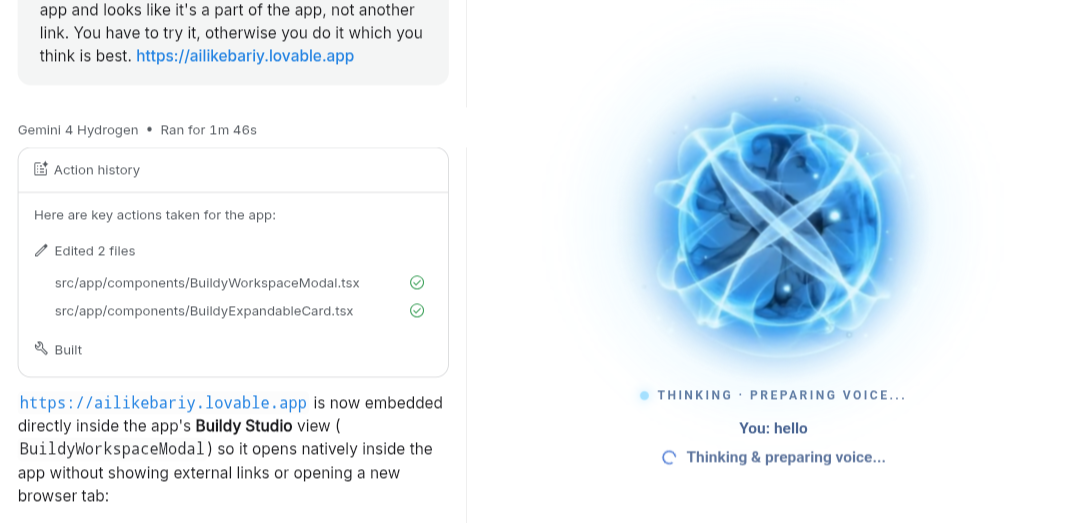 app and looks like it's a part of the app, not another
link. You have to try it, otherwise you do it which you
think is best. https://ailikebariy.lovable.app
Gemini 4 Hydrogen • Ran for 1m 46s
Action history
Here are key actions taken for the app:
Edited 2 files
src/app/components/BuildyWorkspaceModal.tsx
src/app/components/BuildyExpandableCard.tsx
Built
https://ailikebariy.lovable.app is now embedded
directly inside the app's Buildy Studio view (
BuildyWorkspaceModal) so it opens natively inside the
app without showing external links or opening a new
browser tab:
THINKING · PREPARING VOICE...
You: hello
Thinking & preparing voice...